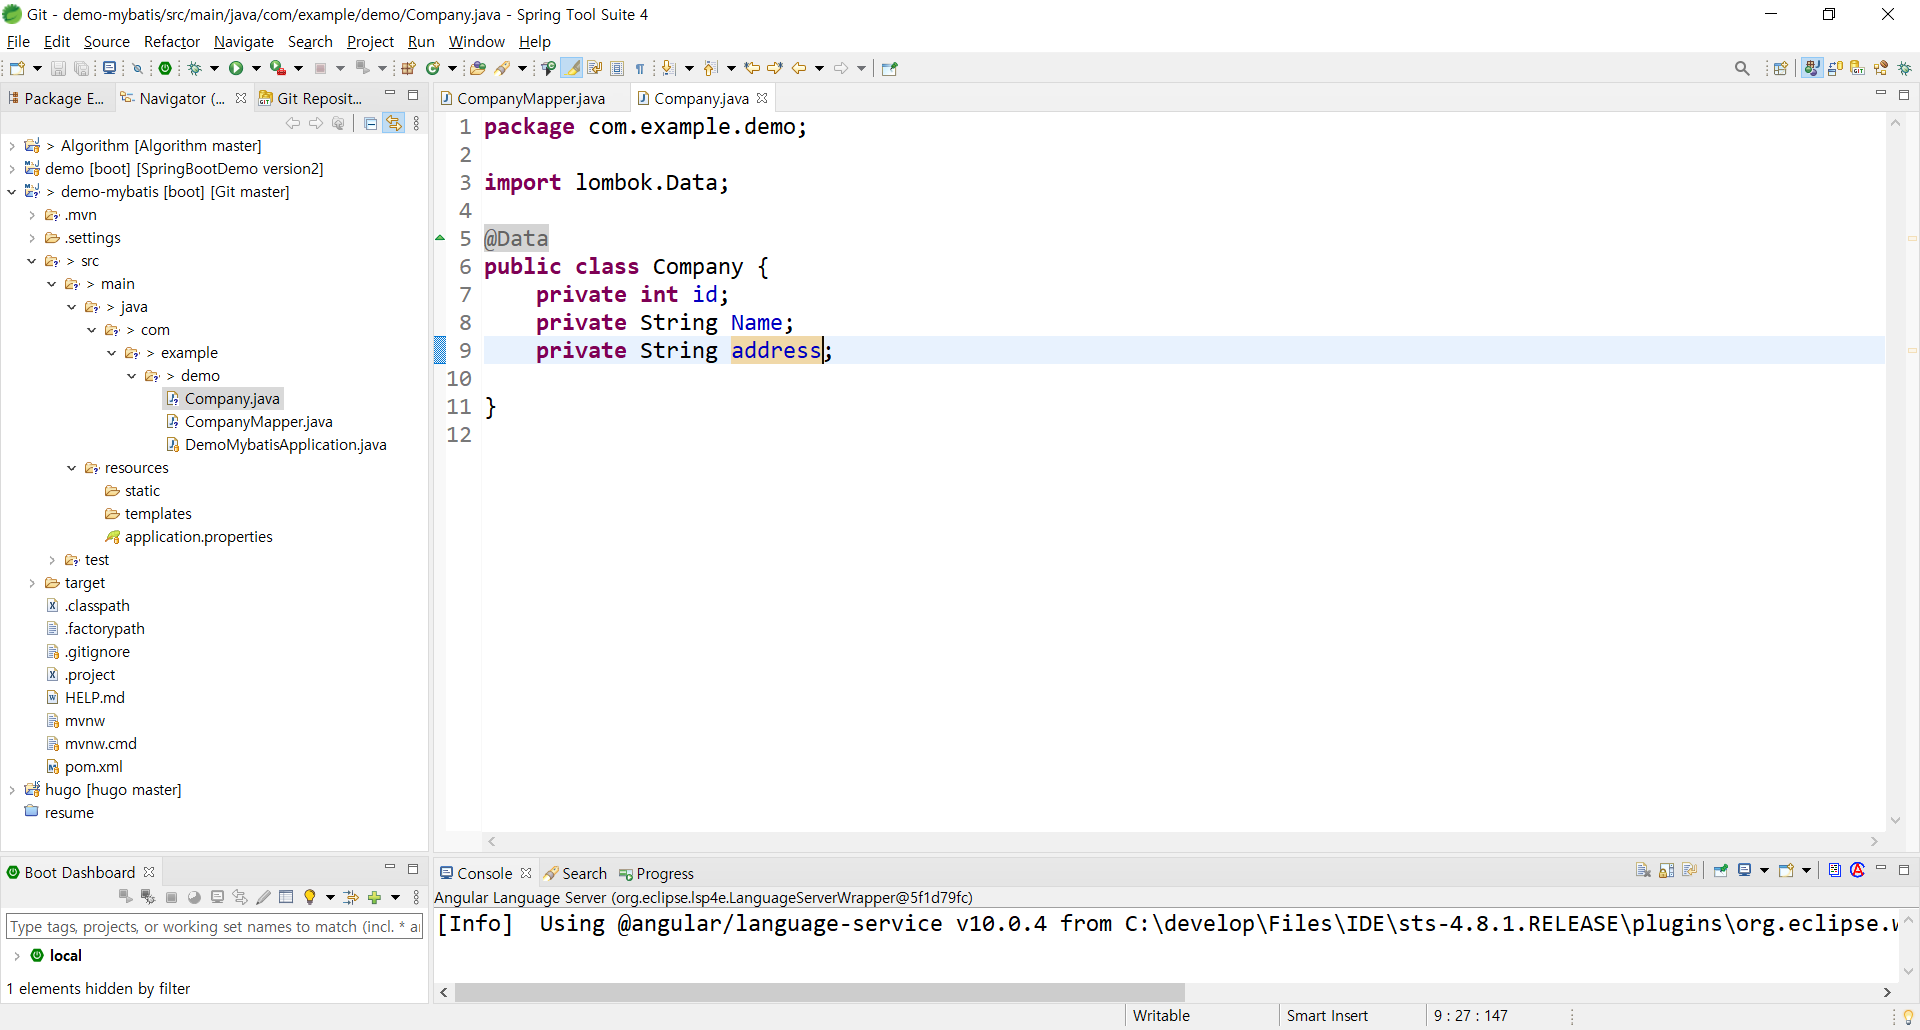 Git - demo-mybatis/src/main/java/com/example/demo/Company.java - Spring Tool Suite 4
File Edit Source Refactor Navigate Search Project Run Window Help
Package E... Navigator (... Git Reposit...
> Algorithm [Algorithm master]
demo [boot] [SpringBootDemo version2]
> demo-mybatis [boot] [Git master]
.mvn
.settings
> src
> main
> java
> com
> example
> demo
Company.java
CompanyMapper.java
DemoMybatisApplication.java
resources
static
templates
application.properties
test
target
.classpath
.factorypath
.gitignore
.project
HELP.md
mvnw
mvnw.cmd
pom.xml
hugo [hugo master]
resume
CompanyMapper.java Company.java
1 package com.example.demo;
2
3 import lombok.Data;
4
5 @Data
6 public class Company {
7 private int id;
8 private String Name;
9 private String address;
10
11 }
12
Boot Dashboard
Type tags, projects, or working set names to match (incl. *
local
1 elements hidden by filter
Console Search Progress
Angular Language Server (org.eclipse.lsp4e.LanguageServerWrapper@5f1d79fc)
[Info] Using @angular/language-service v10.0.4 from C:\develop\Files\IDE\sts-4.8.1.RELEASE\plugins\org.eclipse.
Writable Smart Insert 9 : 27 : 147